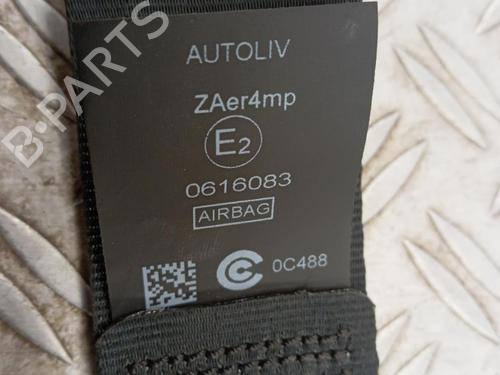 B-PARTS
AUTOLIV
ZAer4mp
E2
0616083
AIRBAG
0C488